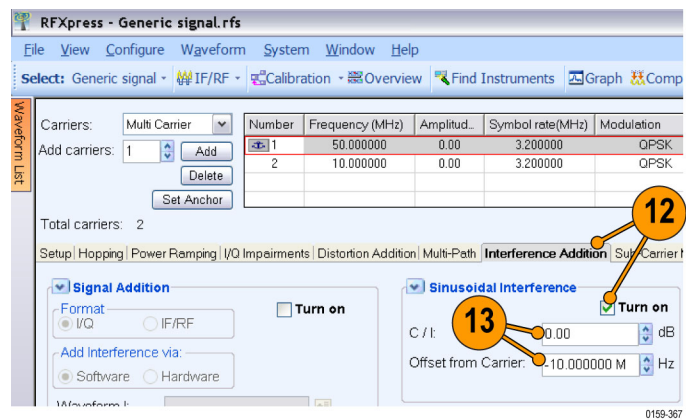 RFXpress - Generic signal.rfs
File View Configure Waveform System Window Help
Select: Generic signal IF/RF Calibration Overview Find Instruments Graph Comp
Waveform List
Carriers: Multi Carrier
Add carriers: 1 Add
Delete
Set Anchor
Total carriers: 2
Number Frequency (MHz) Amplitud... Symbol rate(MHz) Modulation
1 50.000000 0.00 3.200000 QPSK
2 10.000000 0.00 3.200000 QPSK
12
Setup Hopping Power Ramping I/Q Impairments Distortion Addition Multi-Path Interference Addition Sub-Carrier
Signal Addition
Turn on
Format
I/Q IF/RF
Add Interference via:
Software Hardware
Waveform I:
Sinusoidal Interference
Turn on
13
C / I: 0.00 dB
Offset from Carrier: -10.000000 M Hz
0159-367